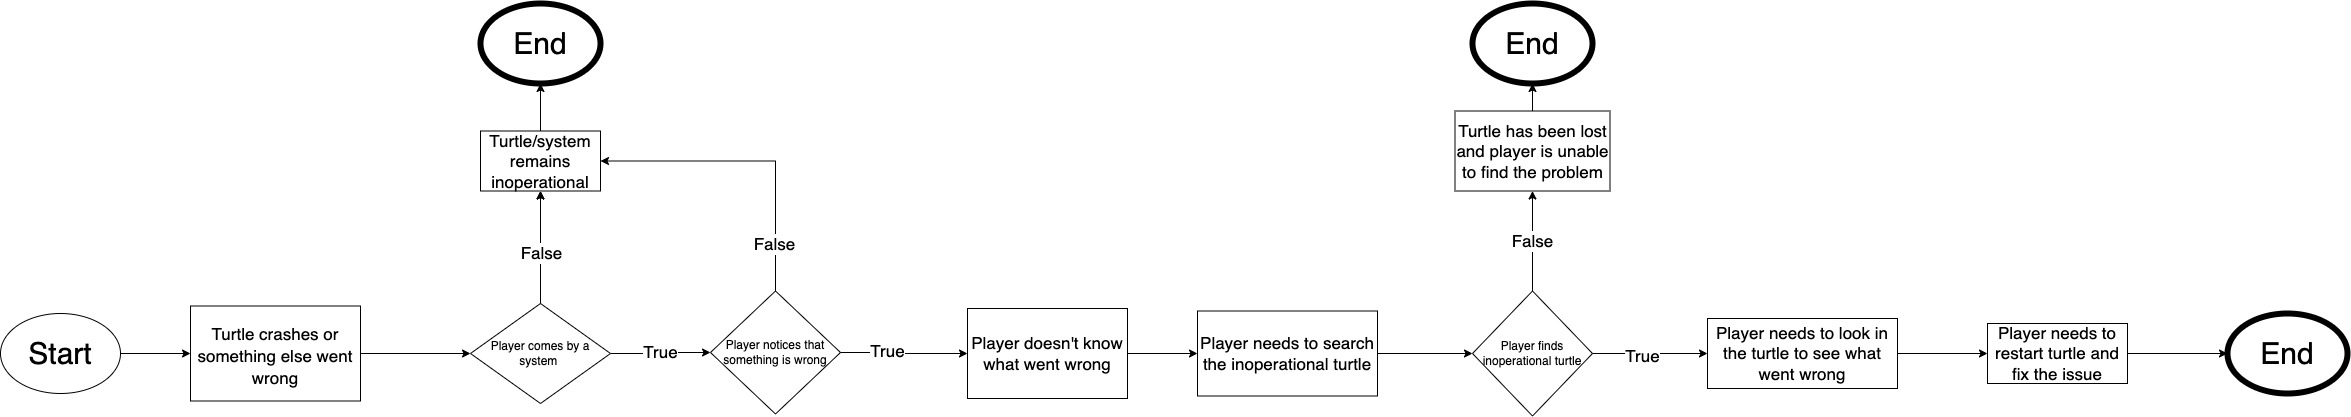 End
End
Turtle/system
remains
inoperational
Turtle has been lost
and player is unable
to find the problem
False
False
False
Start
Turtle crashes or
something else went
wrong
Player comes by a
system
True
Player notices that
something is wrong
True
Player doesn't know
what went wrong
Player needs to search
the inoperational turtle
Player finds
inoperational turtle
True
Player needs to look in
the turtle to see what
went wrong
Player needs to
restart turtle and
fix the issue
End